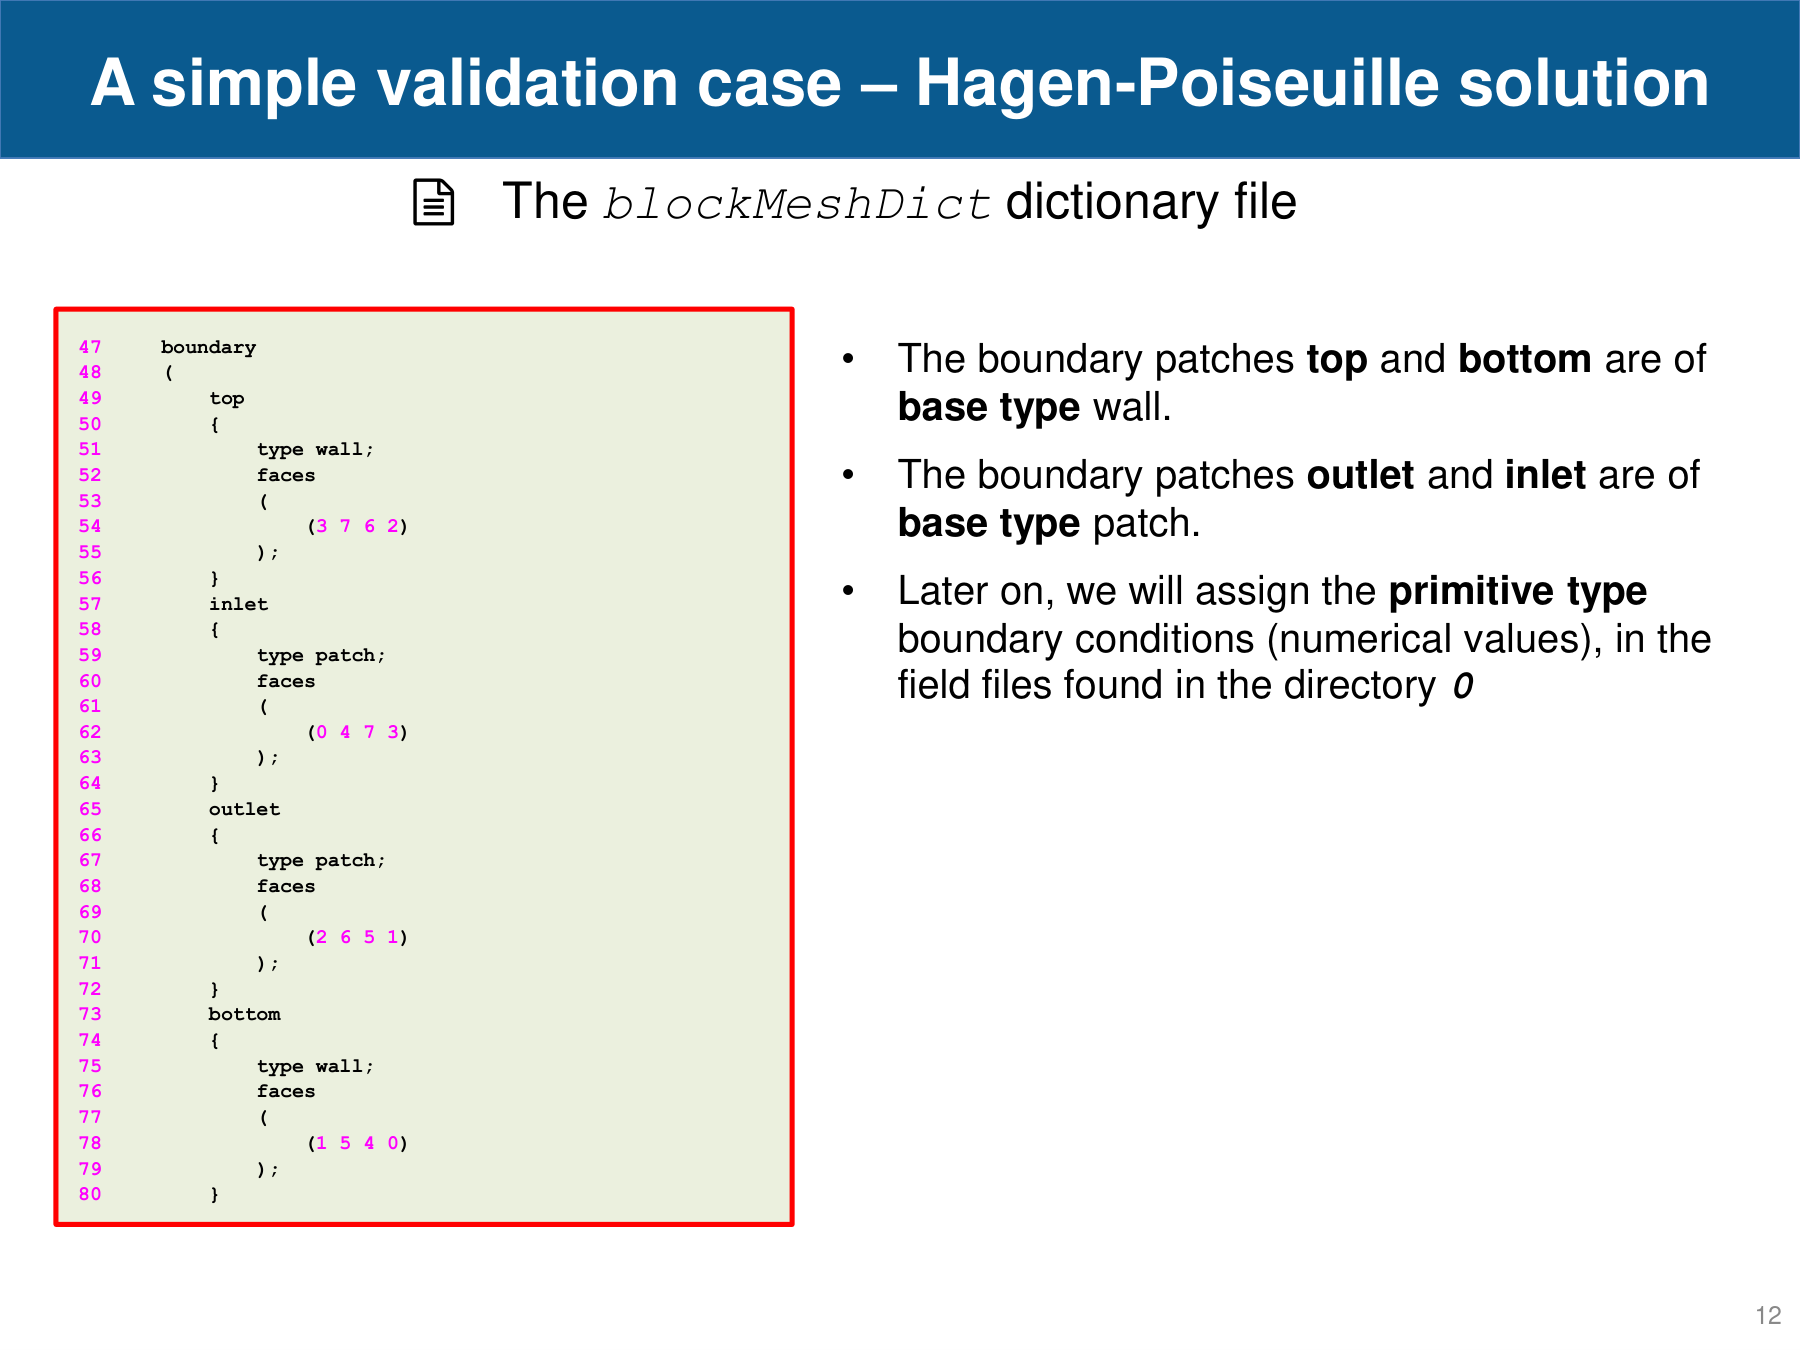 A simple validation case – Hagen-Poiseuille solution
The blockMeshDict dictionary file
47 boundary
48 (
49 top
50 {
51 type wall;
52 faces
53 (
54 (3 7 6 2)
55 );
56 }
57 inlet
58 {
59 type patch;
60 faces
61 (
62 (0 4 7 3)
63 );
64 }
65 outlet
66 {
67 type patch;
68 faces
69 (
70 (2 6 5 1)
71 );
72 }
73 bottom
74 {
75 type wall;
76 faces
77 (
78 (1 5 4 0)
79 );
80 }
• The boundary patches top and bottom are of
base type wall.
• The boundary patches outlet and inlet are of
base type patch.
• Later on, we will assign the primitive type
boundary conditions (numerical values), in the
field files found in the directory 0
12